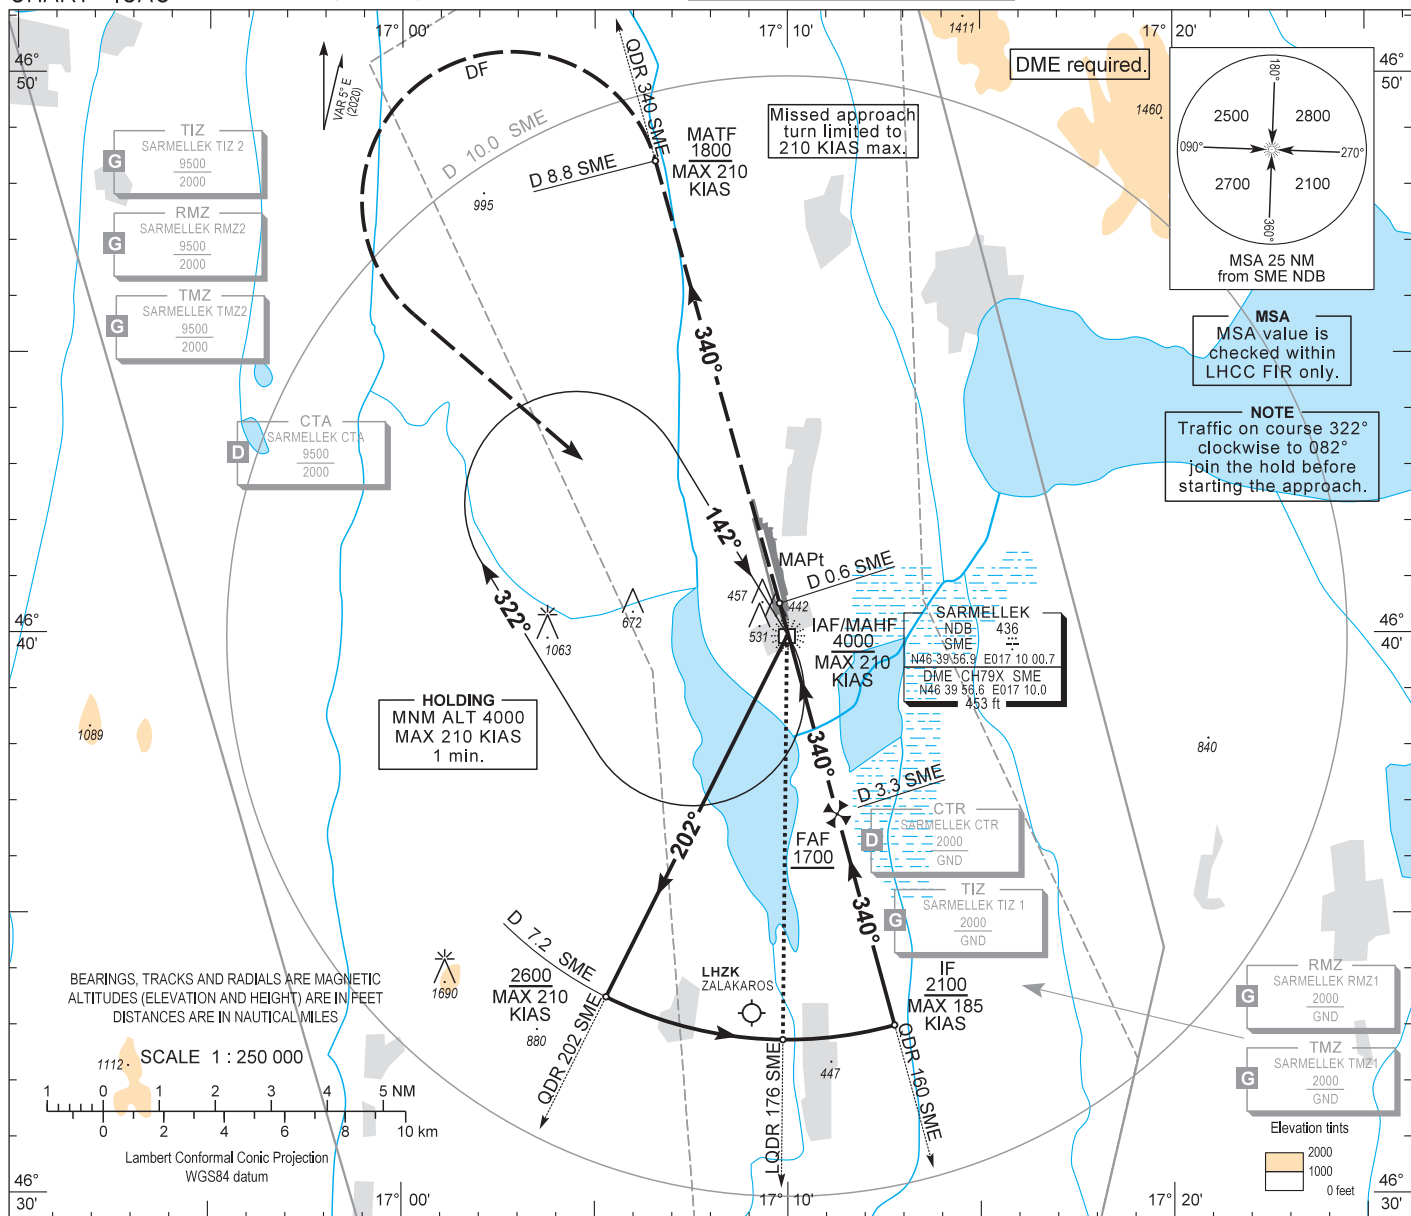 CHART - ICAO
17° 00'
17° 10'
17° 20'
46°
50'
46°
50'
1411
DME required.
VAR 5° E
(2020)
DF
QDR 340 SME
D 10.0 SME
D 8.8 SME
MATF
1800
MAX 210
KIAS
Missed approach
turn limited to
210 KIAS max.
1460
180°
2500
2800
090°
270°
2700
2100
360°
MSA 25 NM
from SME NDB
TIZ
SARMELLEK TIZ 2
G
9500
2000
995
RMZ
SARMELLEK RMZ2
G
9500
2000
TMZ
SARMELLEK TMZ2
G
9500
2000
340°
MSA
MSA value is
checked within
LHCC FIR only.
CTA
SARMELLEK CTA
D
9500
2000
NOTE
Traffic on course 322°
clockwise to 082°
join the hold before
starting the approach.
142°
MAPt
D 0.6 SME
457
442
322°
672
531
1063
46°
40'
IAF/MAHF
4000
MAX 210
KIAS
SARMELLEK
NDB 436
SME
N46 39 56.9 E017 10 00.7
DME CH79X SME
N46 39 56.6 E017 10.0
453 ft
46°
40'
HOLDING
MNM ALT 4000
MAX 210 KIAS
1 min.
1089
840
340°
D 3.3 SME
202°
FAF
1700
CTR
SARMELLEK CTR
D
2000
GND
TIZ
SARMELLEK TIZ 1
G
2000
GND
340°
D 7.2 SME
2600
MAX 210
KIAS
880
LHZK
ZALAKAROS
IF
2100
MAX 185
KIAS
1690
BEARINGS, TRACKS AND RADIALS ARE MAGNETIC
ALTITUDES (ELEVATION AND HEIGHT) ARE IN FEET
DISTANCES ARE IN NAUTICAL MILES
RMZ
SARMELLEK RMZ1
G
2000
GND
TMZ
SARMELLEK TMZ1
G
2000
GND
QDR 202 SME
LQDR 176 SME
QDR 160 SME
447
1112
SCALE 1 : 250 000
1 0 1 2 3 4 5 NM
0 2 4 6 8 10 km
Lambert Conformal Conic Projection
WGS84 datum
Elevation tints
2000
1000
0 feet
46°
30'
46°
30'
17° 00'
17° 10'
17° 20'